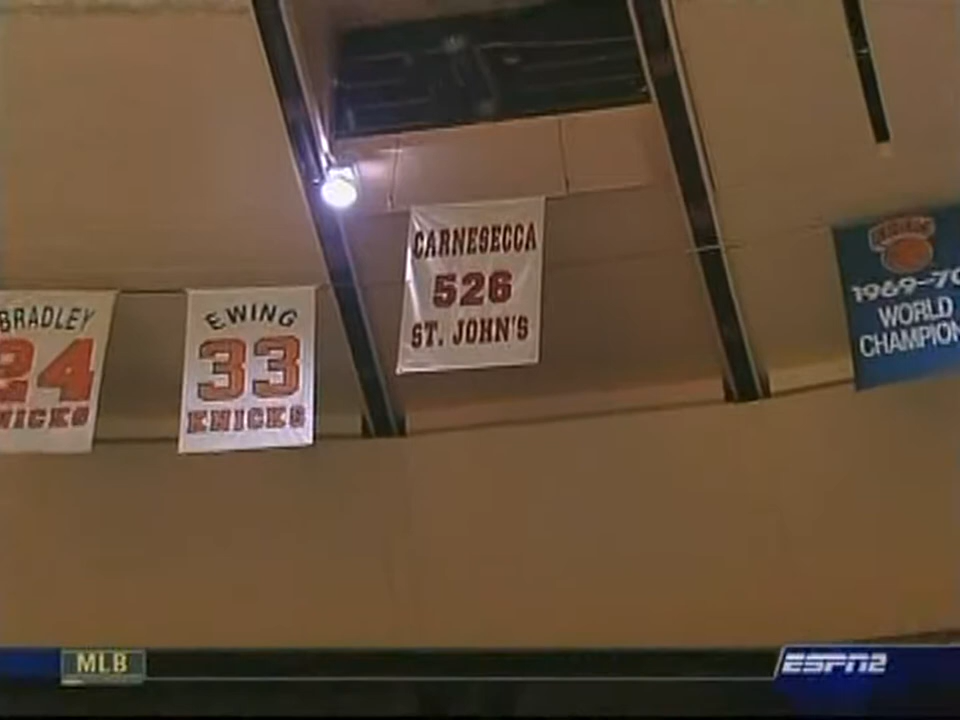 BRADLEY
24
KNICKS
EWING
33
KNICKS
CARNESECCA
526
ST. JOHN'S
1969-70
WORLD
CHAMPION
MLB
ESPN2